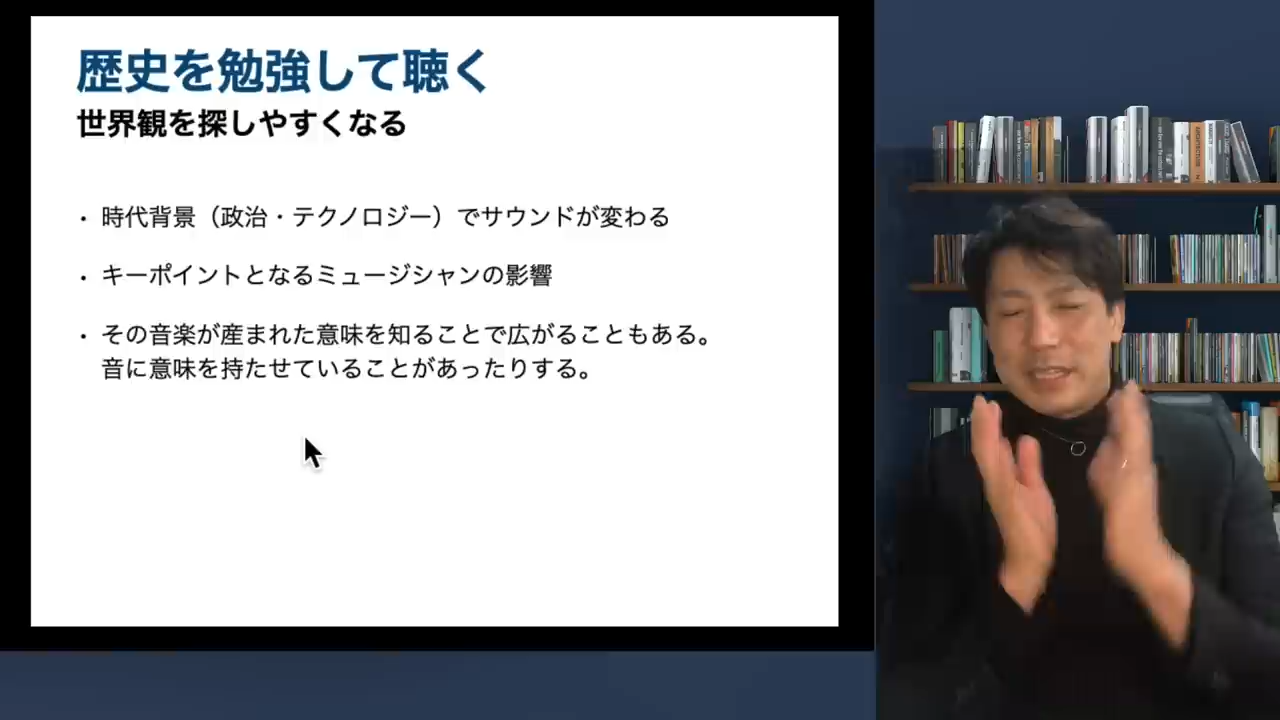 歴史を勉強して聴く
世界観を探しやすくなる
・時代背景（政治・テクノロジー）でサウンドが変わる
・キーポイントとなるミュージシャンの影響
・その音楽が産まれた意味を知ることで広がることもある。
音に意味を持たせていることがあったりする。